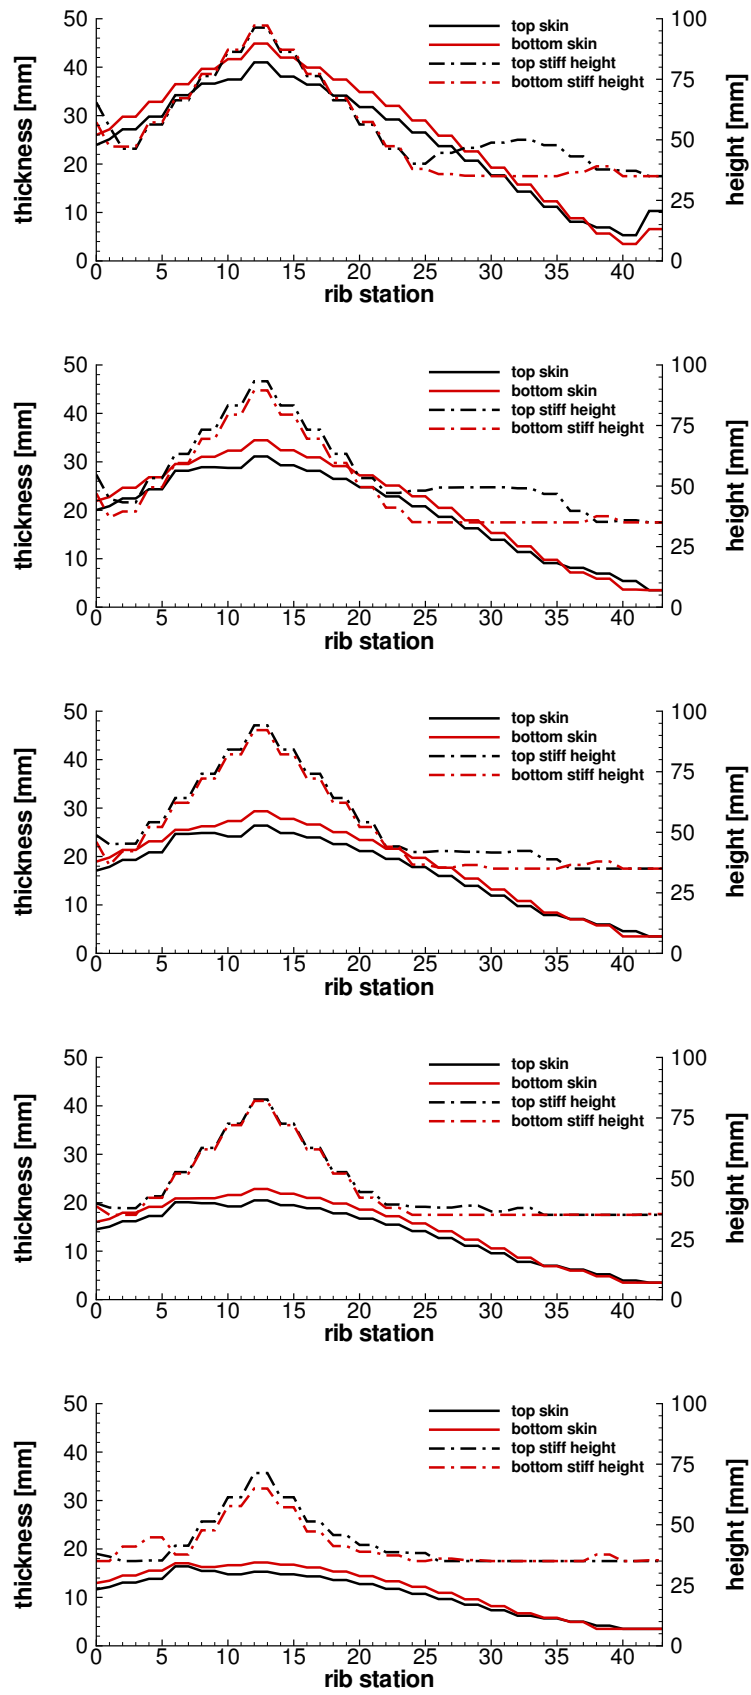 50 100
top skin
bottom skin
top stiff height
bottom stiff height
40 75
30 50
20
10 25
0 0
thickness [mm]
height [mm]
0 5 10 15 20 25 30 35 40
rib station
50 100
top skin
bottom skin
top stiff height
bottom stiff height
40 75
30 50
20
10 25
0 0
thickness [mm]
height [mm]
0 5 10 15 20 25 30 35 40
rib station
50 100
top skin
bottom skin
top stiff height
bottom stiff height
40 75
30 50
20
10 25
0 0
thickness [mm]
height [mm]
0 5 10 15 20 25 30 35 40
rib station
50 100
top skin
bottom skin
top stiff height
bottom stiff height
40 75
30 50
20
10 25
0 0
thickness [mm]
height [mm]
0 5 10 15 20 25 30 35 40
rib station
50 100
top skin
bottom skin
top stiff height
bottom stiff height
40 75
30 50
20
10 25
0 0
thickness [mm]
height [mm]
0 5 10 15 20 25 30 35 40
rib station